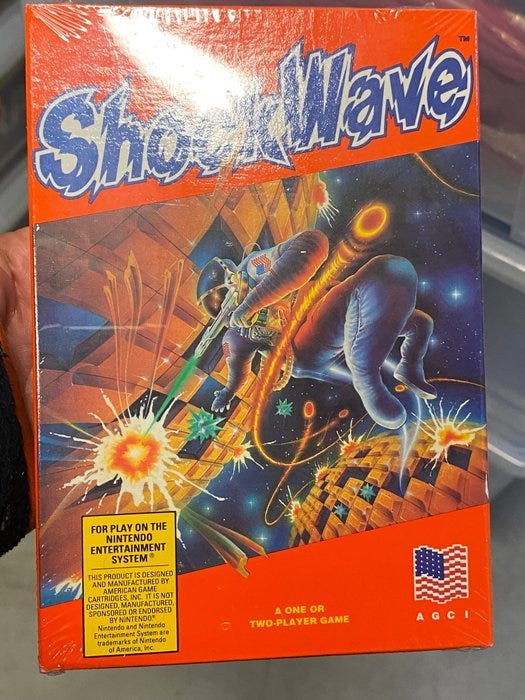 ShockWave™
FOR PLAY ON THE
NINTENDO
ENTERTAINMENT
SYSTEM®
THIS PRODUCT IS DESIGNED
AND MANUFACTURED BY
AMERICAN GAME
CARTRIDGES, INC. IT IS NOT
DESIGNED, MANUFACTURED,
SPONSORED OR ENDORSED
BY NINTENDO®
Nintendo and Nintendo
Entertainment System are
trademarks of Nintendo
of America, Inc.
A ONE OR
TWO-PLAYER GAME
AGCI